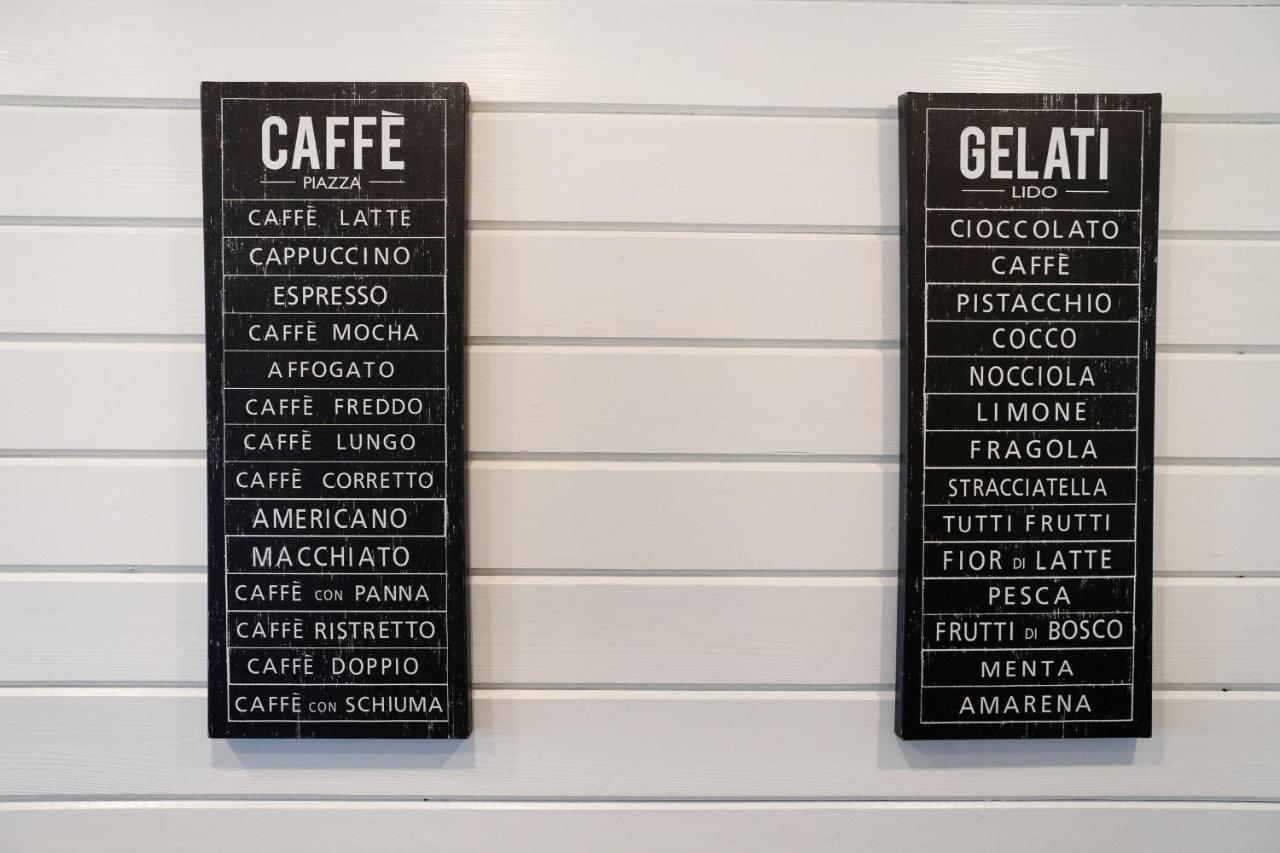 CAFFÈ
PIAZZA
CAFFÈ LATTE
CAPPUCCINO
ESPRESSO
CAFFÈ MOCHA
AFFOGATO
CAFFÈ FREDDO
CAFFÈ LUNGO
CAFFÈ CORRETTO
AMERICANO
MACCHIATO
CAFFÈ CON PANNA
CAFFÈ RISTRETTO
CAFFÈ DOPPIO
CAFFÈ CON SCHIUMA
GELATI
LIDO
CIOCCOLATO
CAFFÈ
PISTACCHIO
COCCO
NOCCIOLA
LIMONE
FRAGOLA
STRACCIATELLA
TUTTI FRUTTI
FIOR DI LATTE
PESCA
FRUTTI DI BOSCO
MENTA
AMARENA